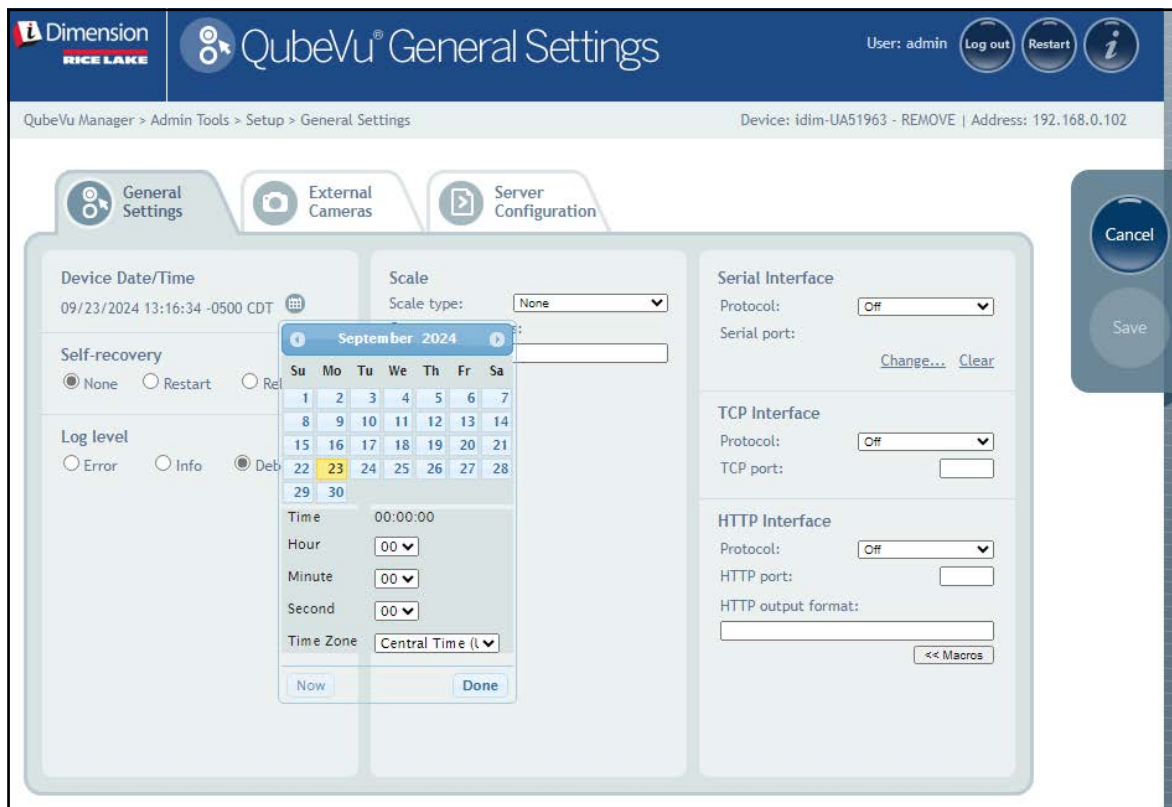 iDimension
RICE LAKE
QubeVu® General Settings
User: admin
Log out
Restart
i
QubeVu Manager > Admin Tools > Setup > General Settings
Device: idim-UA51963 - REMOVE | Address: 192.168.0.102
General
Settings
External
Cameras
Server
Configuration
Cancel
Save
Device Date/Time
09/23/2024 13:16:34 -0500 CDT
Self-recovery
None Restart
Log level
Error Info
September 2024
Su Mo Tu We Th Fr Sa
1 2 3 4 5 6 7
8 9 10 11 12 13 14
15 16 17 18 19 20 21
22 23 24 25 26 27 28
29 30
Time 00:00:00
Hour 00
Minute 00
Second 00
Time Zone Central Time (
Now Done
Scale
Scale type: None
Serial Interface
Protocol: Off
Serial port:
Change... Clear
TCP Interface
Protocol: Off
TCP port:
HTTP Interface
Protocol: Off
HTTP port:
HTTP output format:
<< Macros